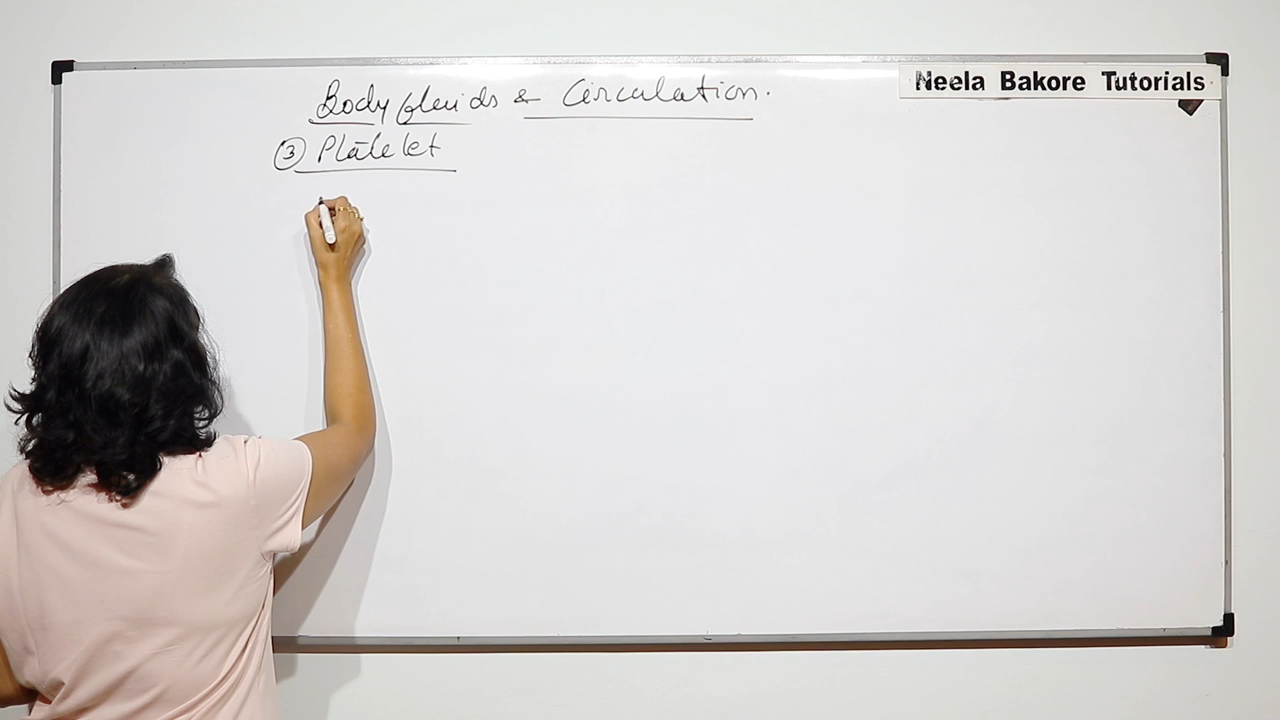 Body fluids & Circulation.
Neela Bakore Tutorials
③ Platelet